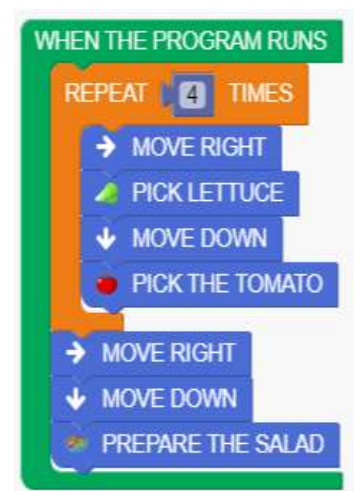 WHEN THE PROGRAM RUNS
REPEAT 4 TIMES
MOVE RIGHT
PICK LETTUCE
MOVE DOWN
PICK THE TOMATO
MOVE RIGHT
MOVE DOWN
PREPARE THE SALAD